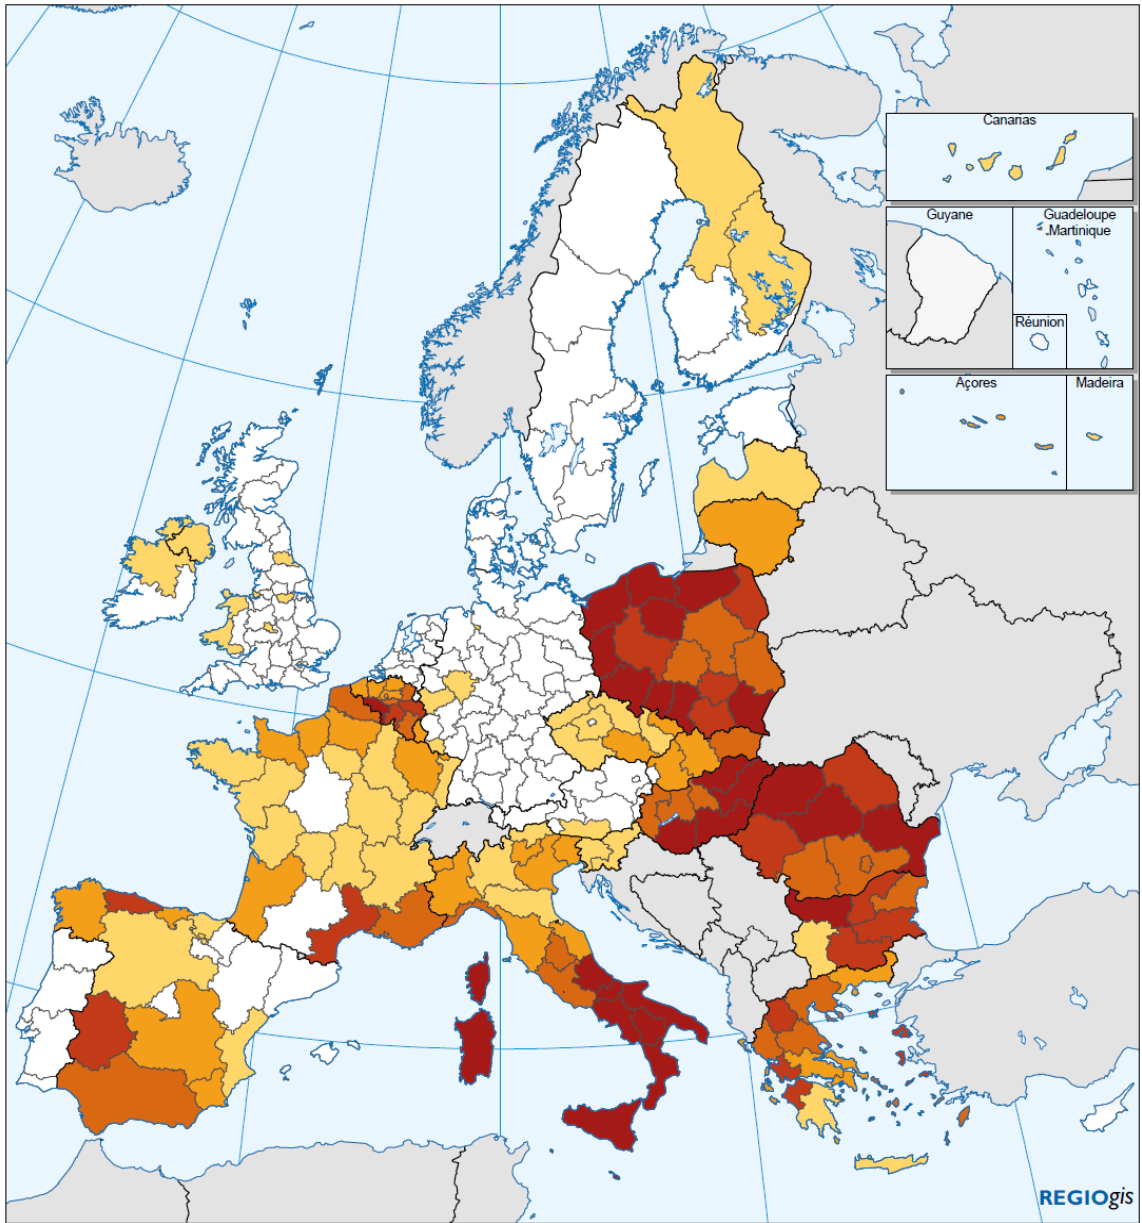 Canarias
Guyane
Guadeloupe
Martinique
Réunion
Açores
Madeira
REGIOgis